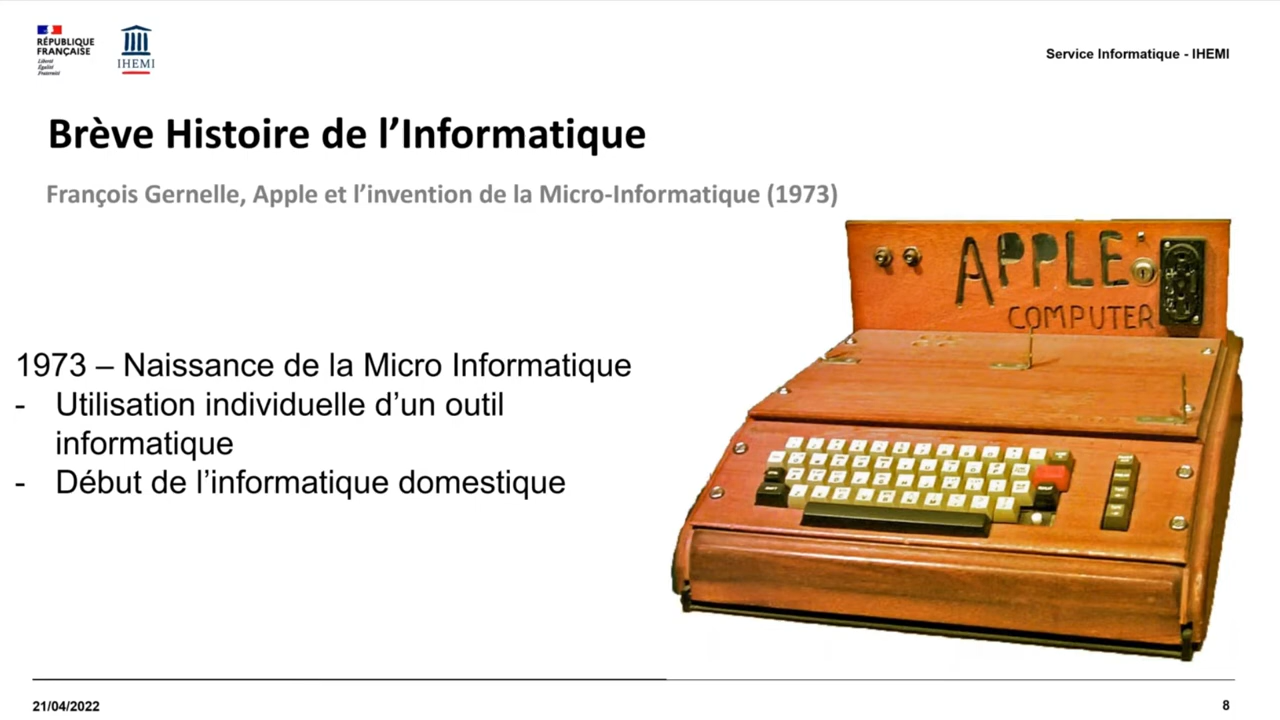 RÉPUBLIQUE
FRANÇAISE
Liberté
Égalité
Fraternité
IHEMI
Service Informatique - IHEMI
Brève Histoire de l’Informatique
François Gernelle, Apple et l’invention de la Micro-Informatique (1973)
APPLE
COMPUTER
1973 – Naissance de la Micro Informatique
- Utilisation individuelle d’un outil
informatique
- Début de l’informatique domestique
21/04/2022
8